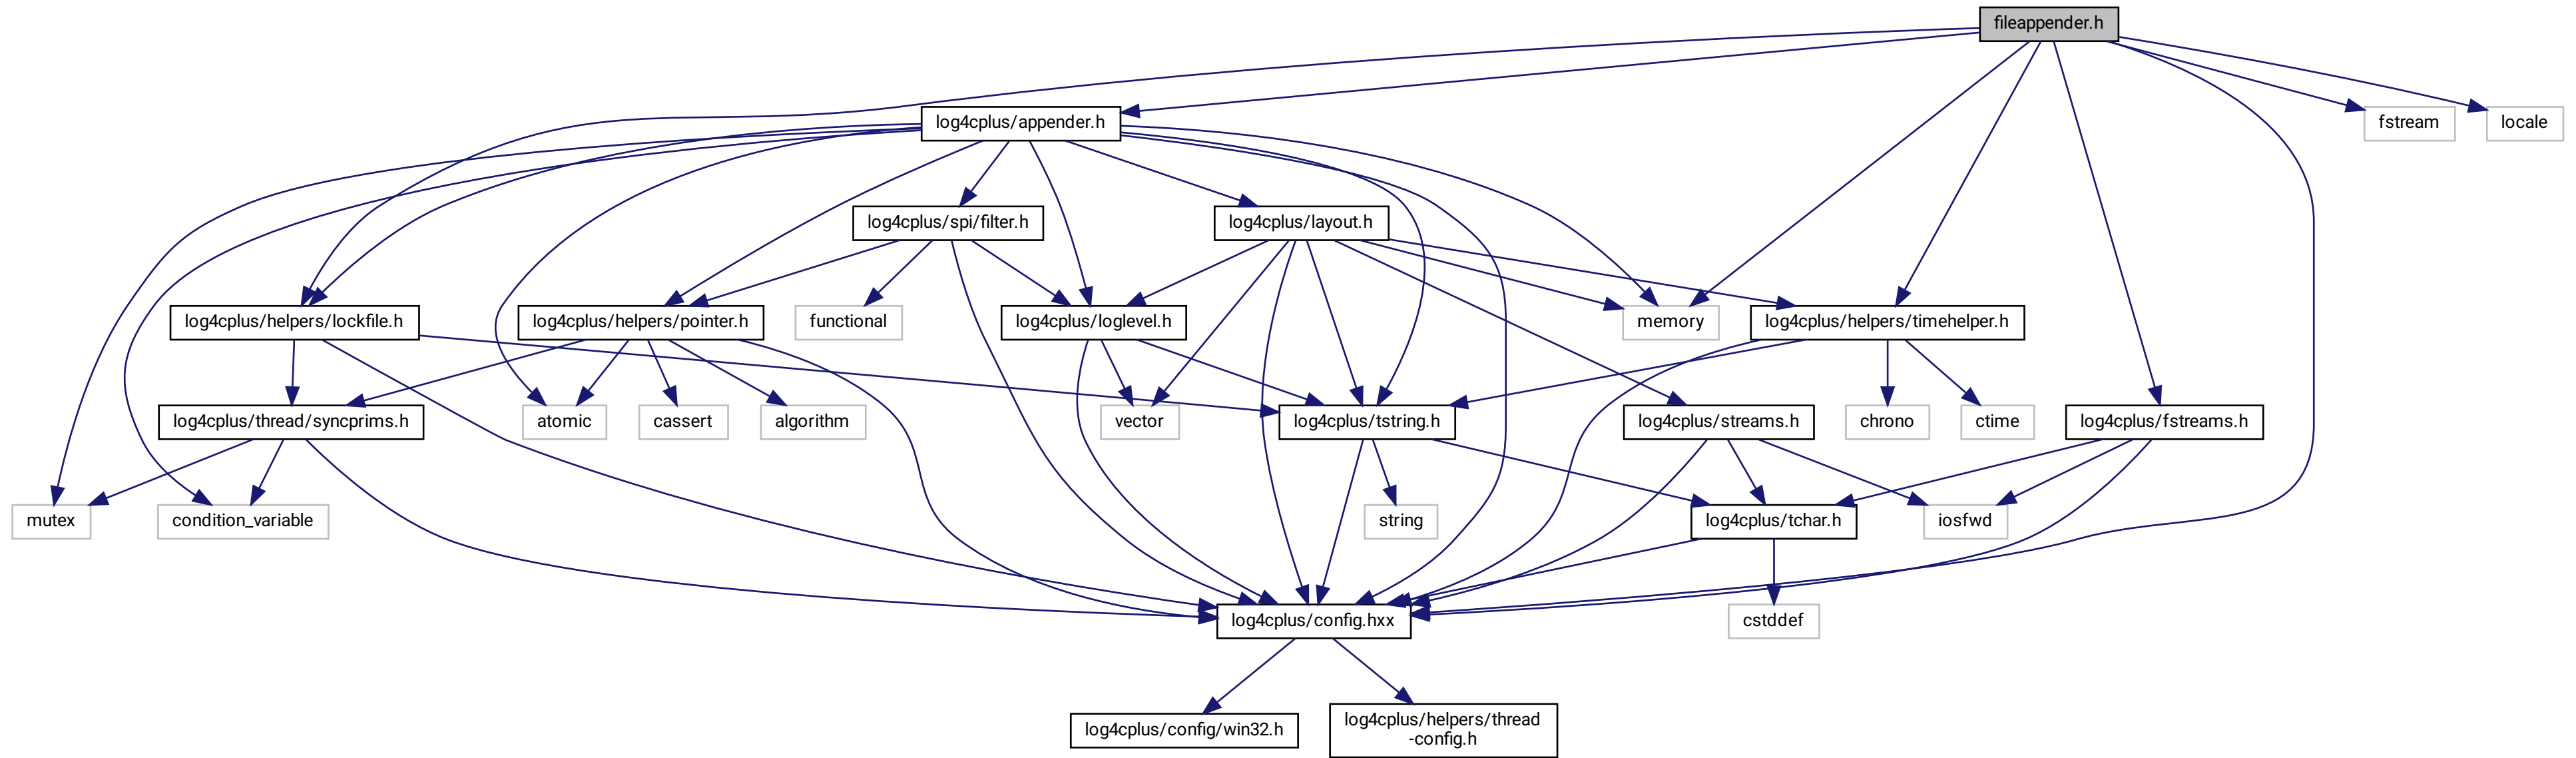 fileappender.h
log4cplus/appender.h
fstream
locale
log4cplus/spi/filter.h
log4cplus/layout.h
log4cplus/helpers/lockfile.h
log4cplus/helpers/pointer.h
functional
log4cplus/loglevel.h
memory
log4cplus/helpers/timehelper.h
log4cplus/thread/syncprims.h
atomic
cassert
algorithm
vector
log4cplus/tstring.h
log4cplus/streams.h
chrono
ctime
log4cplus/fstreams.h
mutex
condition_variable
string
log4cplus/tchar.h
iosfwd
log4cplus/config.hxx
cstddef
log4cplus/config/win32.h
log4cplus/helpers/thread
-config.h